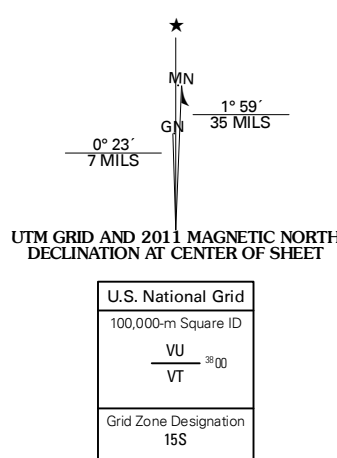 ★
MN
1° 59´
35 MILS
GN
0° 23´
7 MILS
UTM GRID AND 2011 MAGNETIC NORTH
DECLINATION AT CENTER OF SHEET
U.S. National Grid
100,000-m Square ID
VU
3800
VT
Grid Zone Designation
15S